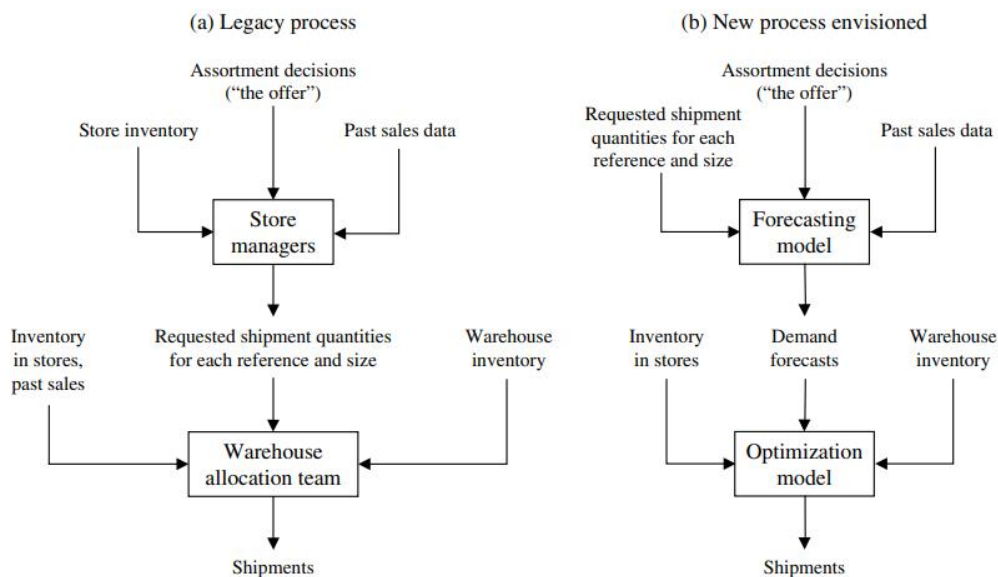 (a) Legacy process
Assortment decisions
(“the offer”)
Store inventory
Past sales data
Store
managers
Inventory
in stores,
past sales
Requested shipment quantities
for each reference and size
Warehouse
inventory
Warehouse
allocation team
Shipments
(b) New process envisioned
Assortment decisions
(“the offer”)
Requested shipment
quantities for each
reference and size
Past sales data
Forecasting
model
Inventory
in stores
Demand
forecasts
Warehouse
inventory
Optimization
model
Shipments